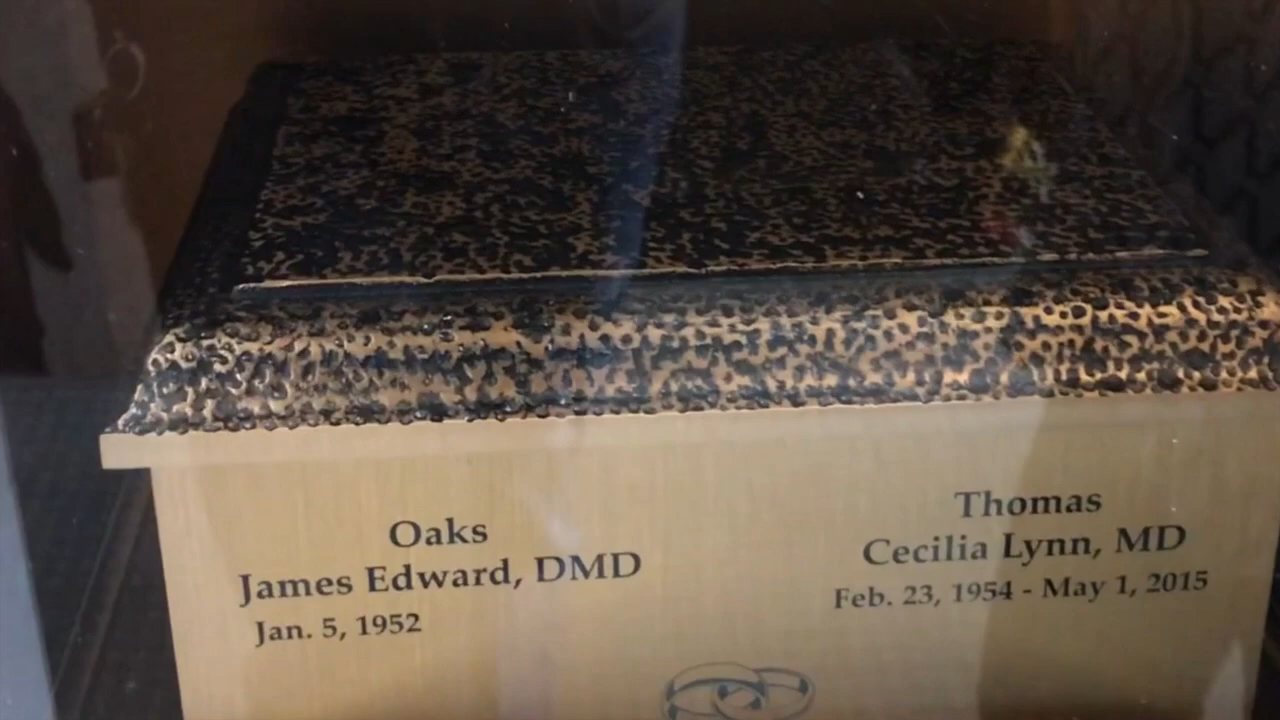 Oaks
James Edward, DMD
Jan. 5, 1952
Thomas
Cecilia Lynn, MD
Feb. 23, 1954 - May 1, 2015